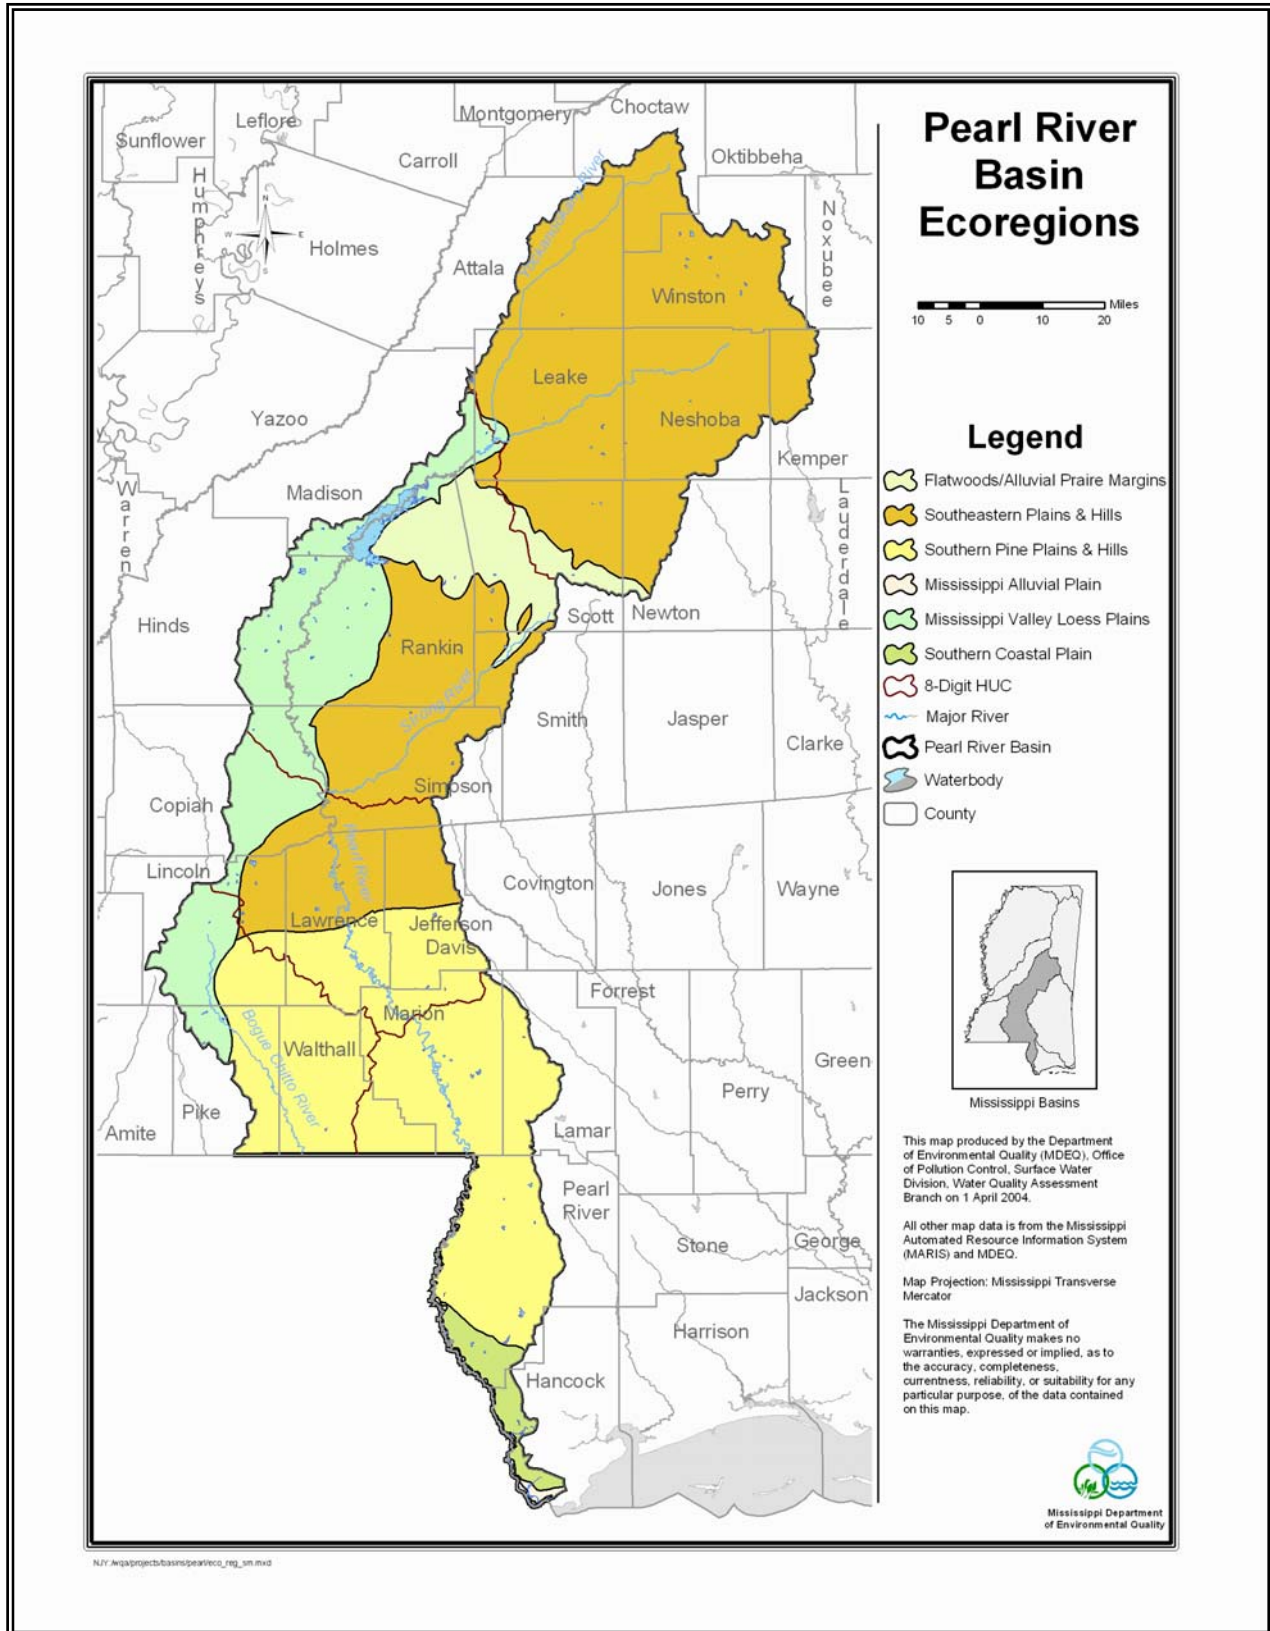 Pearl River
Basin
Ecoregions
Miles
10 5 0 10 20
Legend
Flatwoods/Alluvial Praire Margins
Southeastern Plains & Hills
Southern Pine Plains & Hills
Mississippi Alluvial Plain
Mississippi Valley Loess Plains
Southern Coastal Plain
8-Digit HUC
Major River
Pearl River Basin
Waterbody
County
Mississippi Basins
This map produced by the Department
of Environmental Quality (MDEQ), Office
of Pollution Control, Surface Water
Division, Water Quality Assessment
Branch on 1 April 2004.
All other map data is from the Mississippi
Automated Resource Information System
(MARIS) and MDEQ.
Map Projection: Mississippi Transverse
Mercator
The Mississippi Department of
Environmental Quality makes no
warranties, expressed or implied, as to
the accuracy, completeness,
currentness, reliability, or suitability for any
particular purpose, of the data contained
on this map.
Mississippi Department
of Environmental Quality
Sunflower
Leflore
Montgomery
Choctaw
Carroll
Oktibbeha
Humphreys
N
W
E
S
Holmes
Attala
Noxubee
Winston
Leake
Neshoba
Yazoo
Kemper
Warren
Madison
Lauderdale
Hinds
Scott
Newton
Rankin
Strong River
Smith
Jasper
Clarke
Simpson
Copiah
Pearl River
Lincoln
Covington
Jones
Wayne
Lawrence
Jefferson
Davis
Forrest
Marion
Bogue Chitto River
Walthall
Green
Perry
Pike
Amite
Lamar
Pearl
River
Stone
George
Jackson
Harrison
Hancock